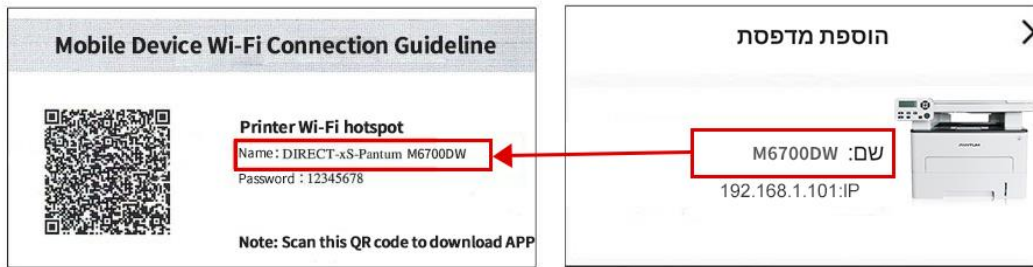 Mobile Device Wi-Fi Connection Guideline
Printer Wi-Fi hotspot
Name: DIRECT-xS-Pantum M6700DW
Password : 12345678
Note: Scan this QR code to download APP
הוספת מדפסת
שם: M6700DW
192.168.1.101:IP
PANTUM